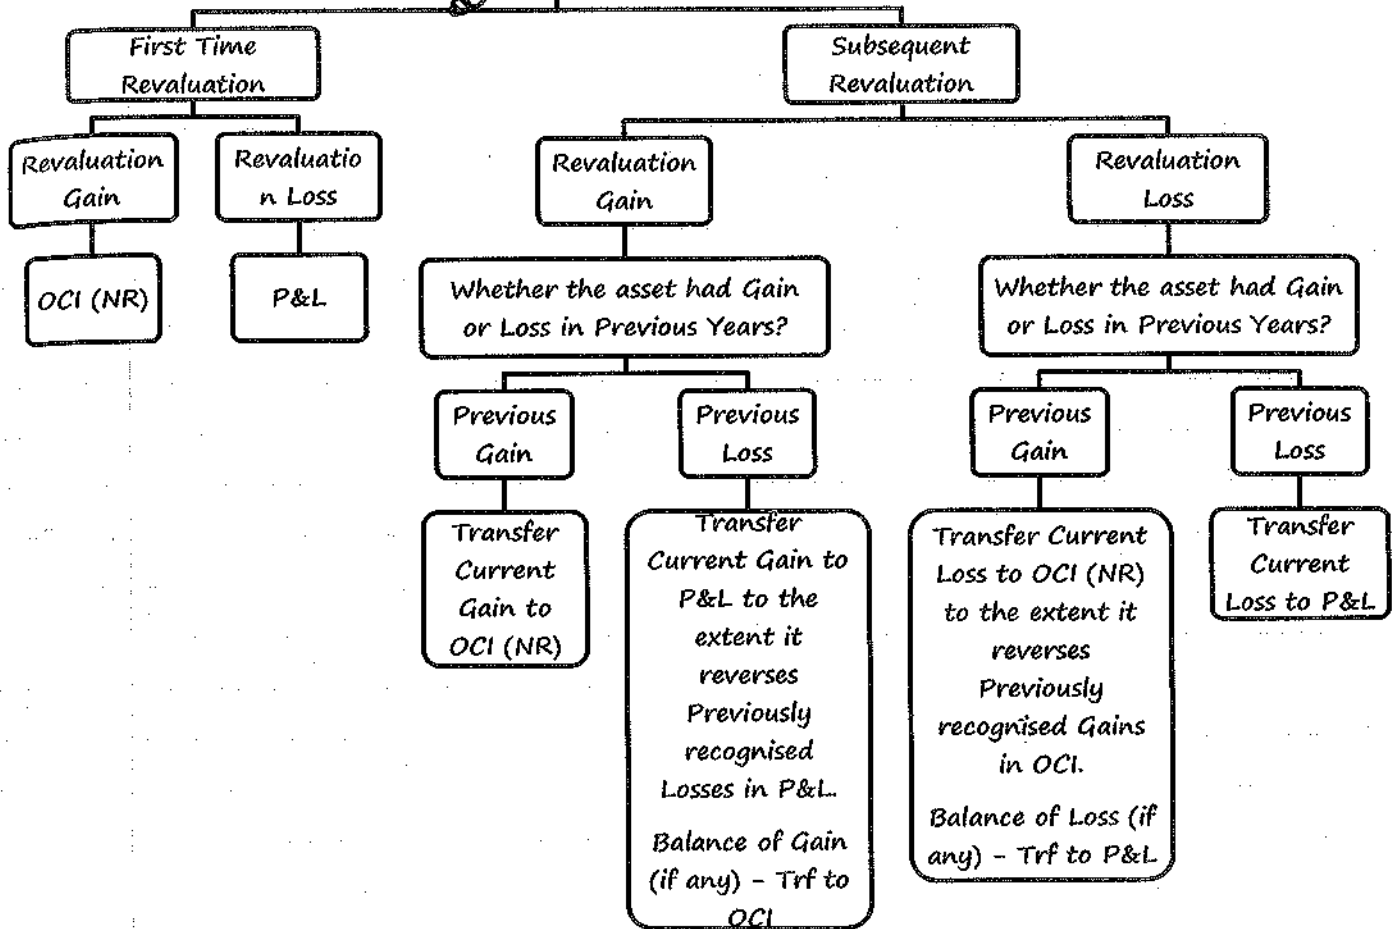 First Time
Revaluation
Subsequent
Revaluation
Revaluation
Gain
Revaluatio
n Loss
Revaluation
Gain
Revaluation
Loss
OCI (NR)
P&L
Whether the asset had Gain
or Loss in Previous Years?
Whether the asset had Gain
or Loss in Previous Years?
Previous
Gain
Previous
Loss
Previous
Gain
Previous
Loss
Transfer
Current
Gain to
OCI (NR)
Transfer
Current Gain to
P&L to the
extent it
reverses
Previously
recognised
Losses in P&L.
Balance of Gain
(if any) - Trf to
OCI
Transfer Current
Loss to OCI (NR)
to the extent it
reverses
Previously
recognised Gains
in OCI.
Balance of Loss (if
any) - Trf to P&L
Transfer
Current
Loss to P&L